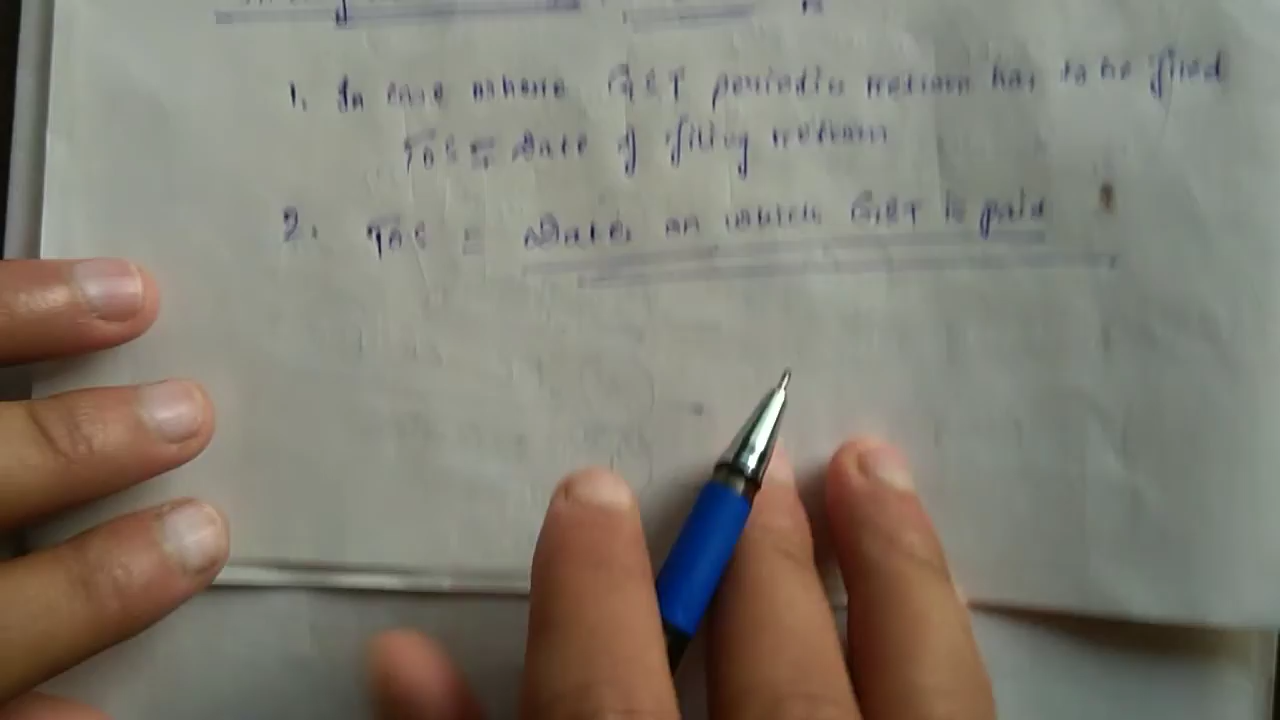 1. In case where GST periodic return has to be filed
TOS = Date of filing return
2. TOS = Date on which GST is paid